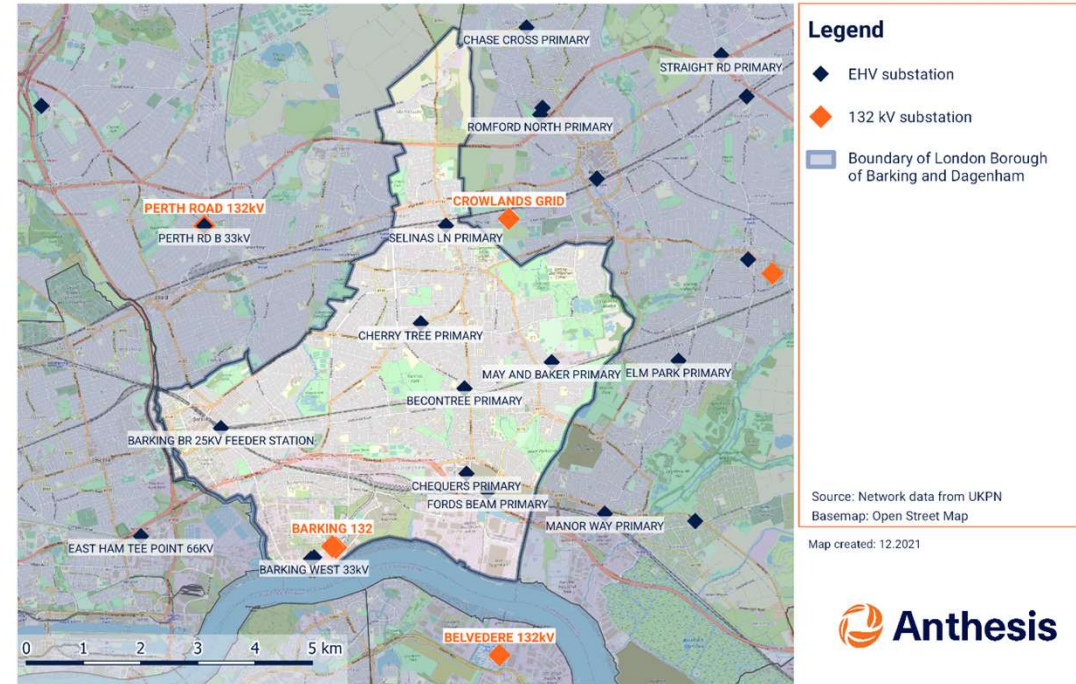 CHASE CROSS PRIMARY
STRAIGHT RD PRIMARY
ROMFORD NORTH PRIMARY
PERTH ROAD 132kV
PERTH RD B 33kV
CROWLANDS GRID
SELINAS LN PRIMARY
CHERRY TREE PRIMARY
MAY AND BAKER PRIMARY
ELM PARK PRIMARY
BECONTREE PRIMARY
BARKING BR 25KV FEEDER STATION
CHEQUERS PRIMARY
FORDS BEAM PRIMARY
MANOR WAY PRIMARY
BARKING 132
EAST HAM TEE POINT 66KV
BARKING WEST 33kV
BELVEDERE 132kV
0 1 2 3 4 5 km
Legend
EHV substation
132 kV substation
Boundary of London Borough
of Barking and Dagenham
Source: Network data from UKPN
Basemap: Open Street Map
Map created: 12.2021
Anthesis